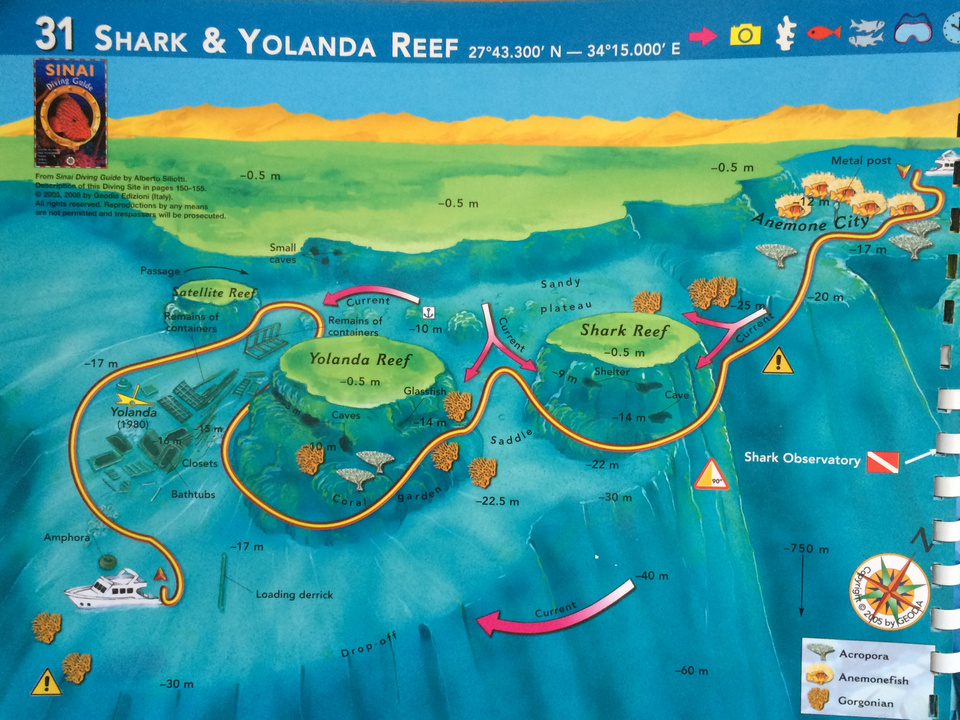 31 SHARK & YOLANDA REEF 27°43.300' N — 34°15.000' E
SINAI
Diving Guide
From Sinai Diving Guide by Alberto Siliotti.
Description of this Diving Site in pages 150-155.
© 2005, 2008 by Geodia Edizioni (Italy).
All rights reserved. Reproductions by any means
are not permitted and trespassers will be prosecuted.
–0.5 m
–0.5 m
–0.5 m
Metal post
–12 m
Anemone City
–17 m
–20 m
Small
caves
Passage
Satellite Reef
Remains of
containers
Current
Remains of
containers
–10 m
Sandy
plateau
Current
–25 m
Current
Shark Reef
–0.5 m
Shelter
–9 m
Cave
–14 m
Yolanda Reef
–0.5 m
Glassfish
–14 m
Caves
–10 m
–17 m
Yolanda
(1980)
–15 m
Closets
Bathtubs
Coral garden
Saddle
–22 m
–22.5 m
–30 m
Shark Observatory
90°
Amphora
–17 m
Loading derrick
–750 m
–40 m
Current
Drop-off
–30 m
–60 m
N
Copyright © 2005 by GEODIA
Acropora
Anemonefish
Gorgonian